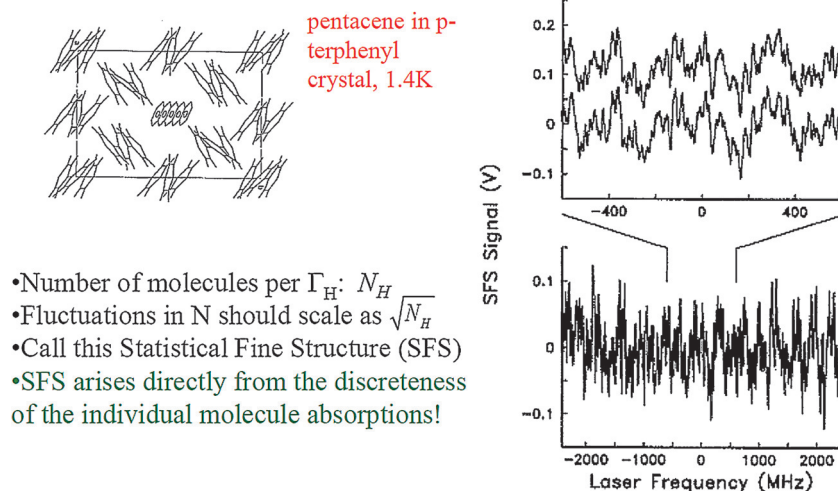 pentacene in p-
terphenyl
crystal, 1.4K
•Number of molecules per Γ_H: N_H
•Fluctuations in N should scale as √N_H
•Call this Statistical Fine Structure (SFS)
•SFS arises directly from the discreteness
of the individual molecule absorptions!
SFS Signal (V)
0.2
0.1
0
−0.1
−400 0 400
0.1
0
−0.1
−2000 −1000 0 1000 2000
Laser Frequency (MHz)